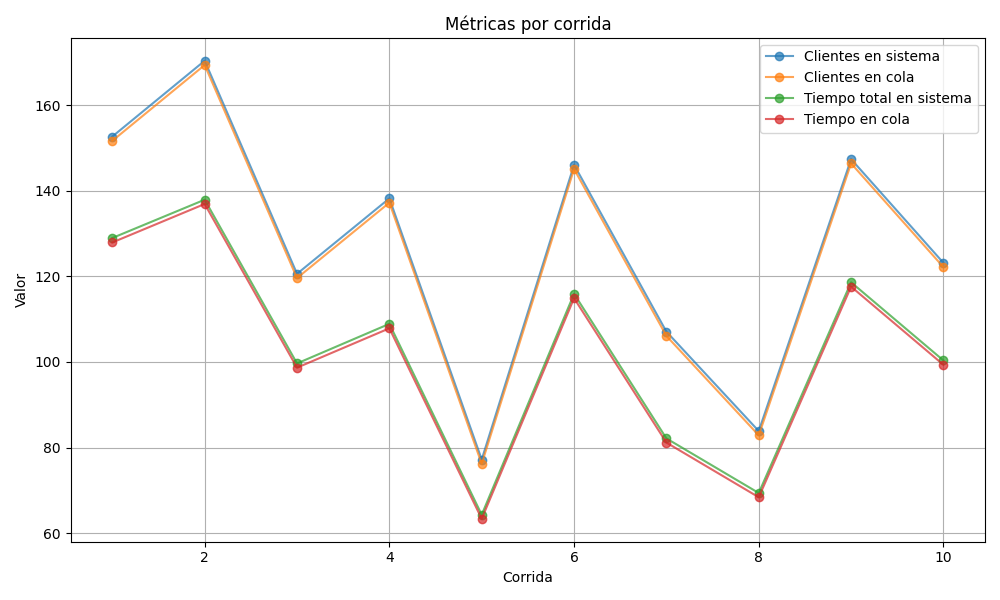 Métricas por corrida
Clientes en sistema
Clientes en cola
Tiempo total en sistema
Tiempo en cola
Valor
160
140
120
100
80
60
2 4 6 8 10
Corrida